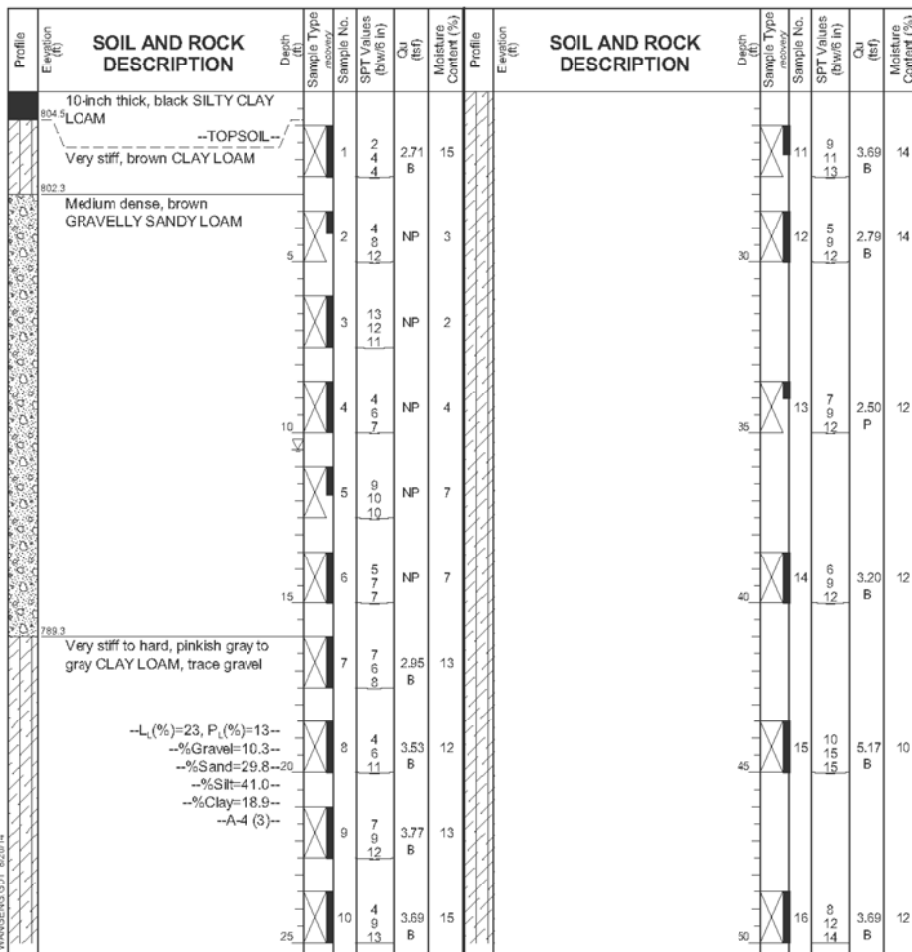 Profile
Elevation (ft)
SOIL AND ROCK
DESCRIPTION
Depth (ft)
Sample Type
recovery
Sample No.
SPT Values (blw/6 in)
Qu (tsf)
Moisture Content (%)
10-inch thick, black SILTY CLAY
804.5
LOAM
--TOPSOIL--
Very stiff, brown CLAY LOAM
1 2 4 4 2.71 B 15
802.3
Medium dense, brown
GRAVELLY SANDY LOAM
5 2 4 8 12 NP 3
3 13 12 11 NP 2
10 4 4 6 7 NP 4
5 9 10 10 NP 7
15 6 5 7 7 NP 7
789.3
Very stiff to hard, pinkish gray to
gray CLAY LOAM, trace gravel
7 7 6 8 2.95 B 13
--LL(%)=23, PL(%)=13--
--%Gravel=10.3--
--%Sand=29.8--20
--%Silt=41.0--
--%Clay=18.9--
--A-4 (3)--
8 4 6 11 3.53 B 12
9 7 9 12 3.77 B 13
25 10 4 9 13 3.69 B 15
Profile
Elevation (ft)
SOIL AND ROCK
DESCRIPTION
Depth (ft)
Sample Type
recovery
Sample No.
SPT Values (blw/6 in)
Qu (tsf)
Moisture Content (%)
11 9 11 13 3.69 B 14
30 12 5 9 12 2.79 B 14
35 13 7 9 12 2.50 P 12
40 14 6 9 12 3.20 B 12
45 15 10 15 15 5.17 B 10
50 16 8 12 14 3.69 B 12